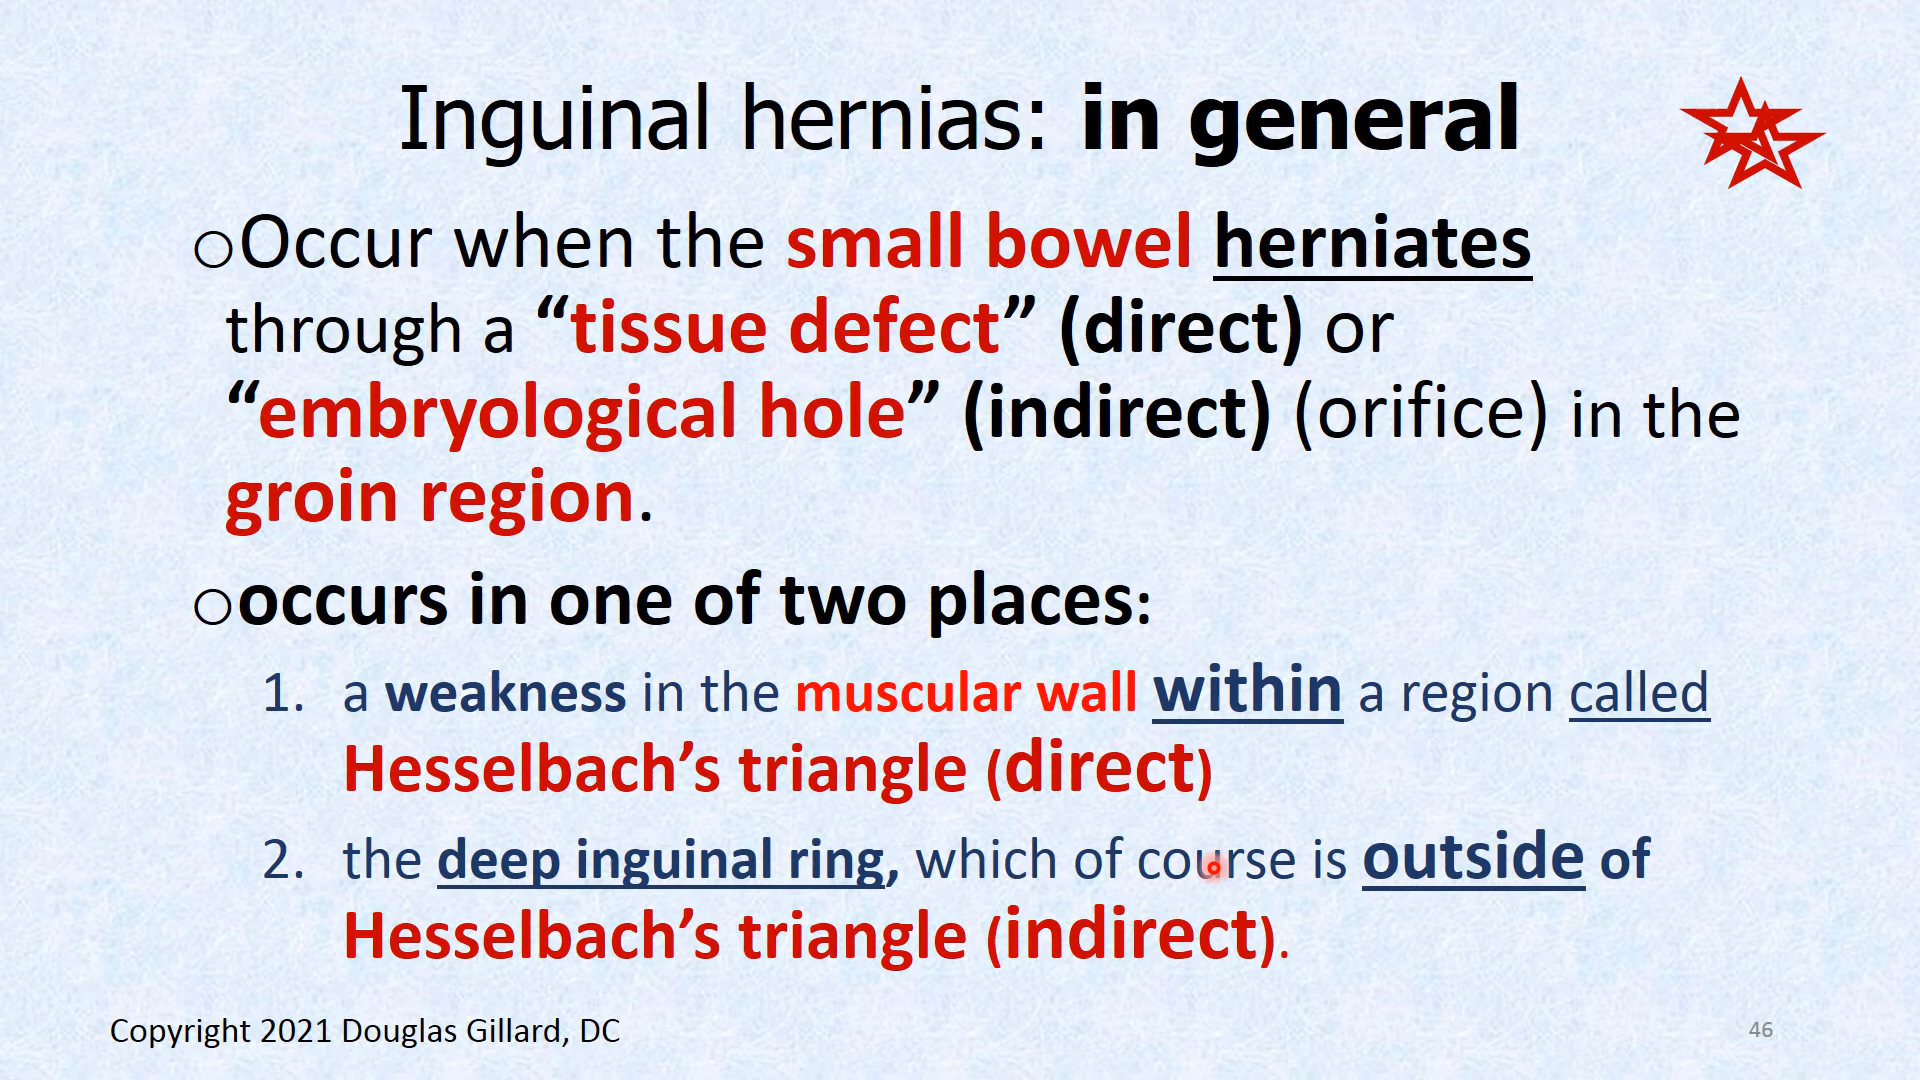 Inguinal hernias: in general
○Occur when the small bowel herniates
through a “tissue defect” (direct) or
“embryological hole” (indirect) (orifice) in the
groin region.
○occurs in one of two places:
1. a weakness in the muscular wall within a region called
Hesselbach’s triangle (direct)
2. the deep inguinal ring, which of course is outside of
Hesselbach’s triangle (indirect).
Copyright 2021 Douglas Gillard, DC
46